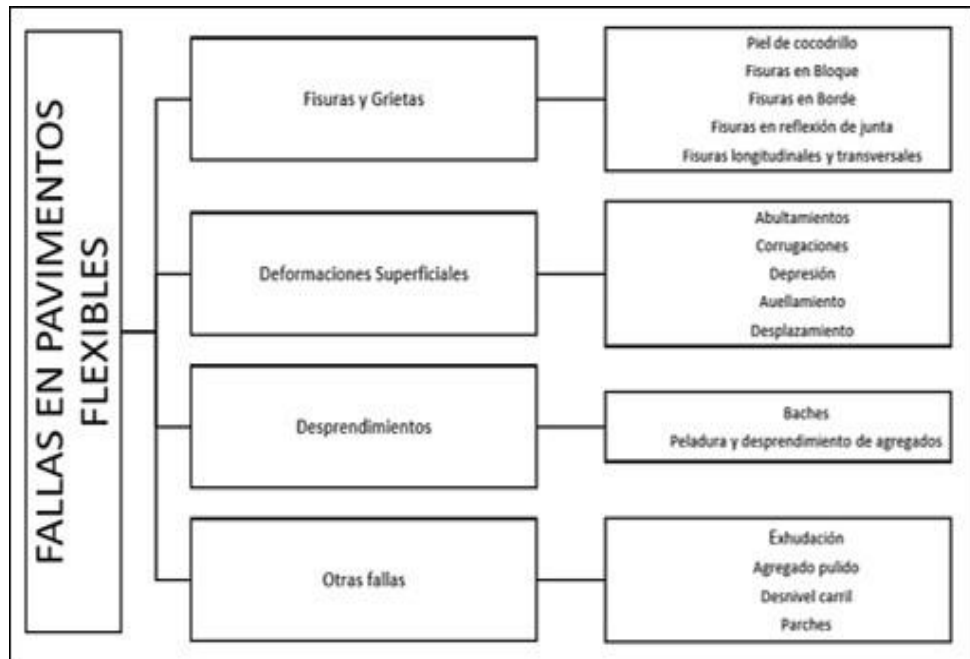 FALLAS EN PAVIMENTOS
FLEXIBLES
Fisuras y Grietas
Piel de cocodrillo
Fisuras en Bloque
Fisuras en Borde
Fisuras en reflexión de junta
Fisuras longitudinales y transversales
Deformaciones Superficiales
Abultamientos
Corrugaciones
Depresión
Auellamiento
Desplazamiento
Desprendimientos
Baches
Peladura y desprendimiento de agregados
Otras fallas
Exhudación
Agregado pulido
Desnivel carril
Parches